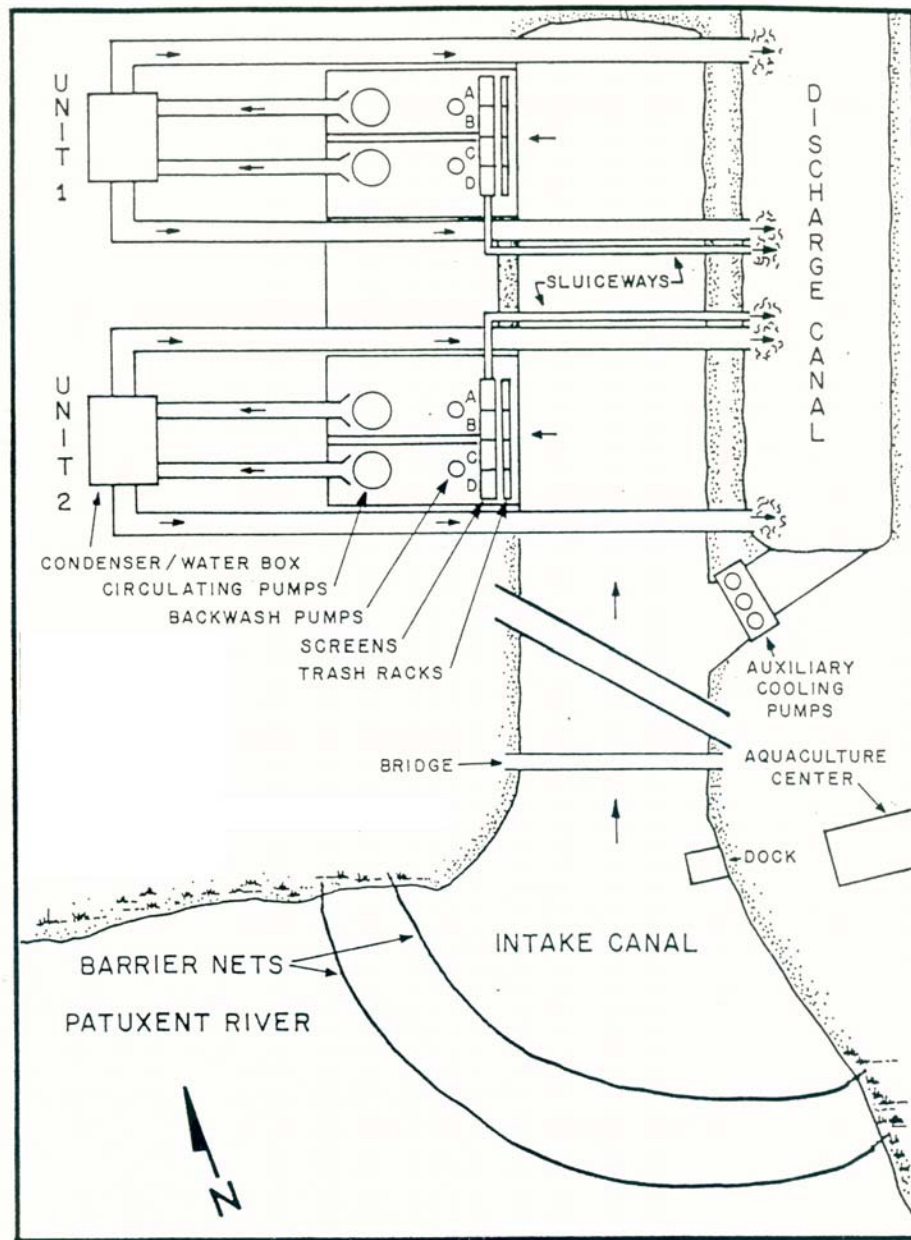 UNIT 1
A
B
C
D
DISCHARGE CANAL
SLUICEWAYS
UNIT 2
A
B
C
D
CONDENSER/WATER BOX
CIRCULATING PUMPS
BACKWASH PUMPS
SCREENS
TRASH RACKS
AUXILIARY
COOLING
PUMPS
BRIDGE
AQUACULTURE
CENTER
DOCK
INTAKE CANAL
BARRIER NETS
PATUXENT RIVER
N